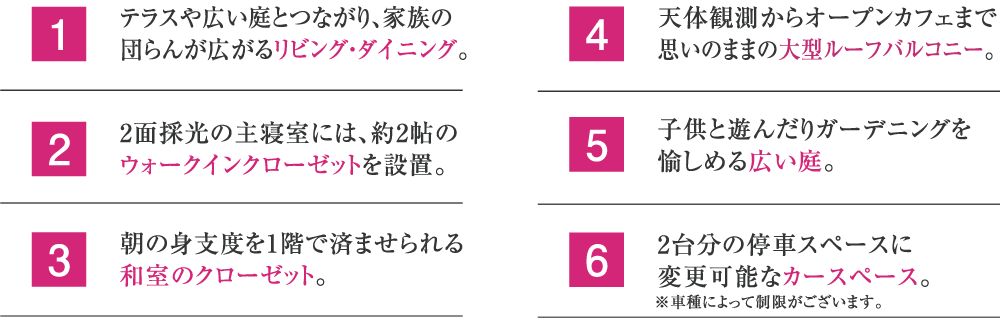 1
テラスや広い庭とつながり、家族の
団らんが広がるリビング・ダイニング。
2
2面採光の主寝室には、約2帖の
ウォークインクローゼットを設置。
3
朝の身支度を1階で済ませられる
和室のクローゼット。
4
天体観測からオープンカフェまで
思いのままの大型ルーフバルコニー。
5
子供と遊んだりガーデニングを
愉しめる広い庭。
6
2台分の停車スペースに
変更可能なカースペース。
※車種によって制限がございます。